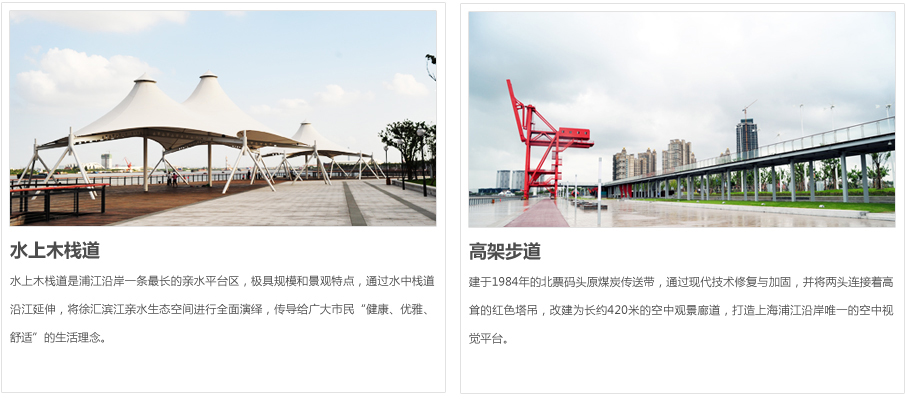 水上木栈道
水上木栈道是浦江沿岸一条最长的亲水平台区，极具规模和景观特点，通过水中栈道
沿江延伸，将徐汇滨江亲水生态空间进行全面演绎，传导给广大市民“健康、优雅、
舒适”的生活理念。
高架步道
建于1984年的北票码头原煤炭传送带，通过现代技术修复与加固，并将两头连接着高
耸的红色塔吊，改建为长约420米的空中观景廊道，打造上海浦江沿岸唯一的空中视
觉平台。